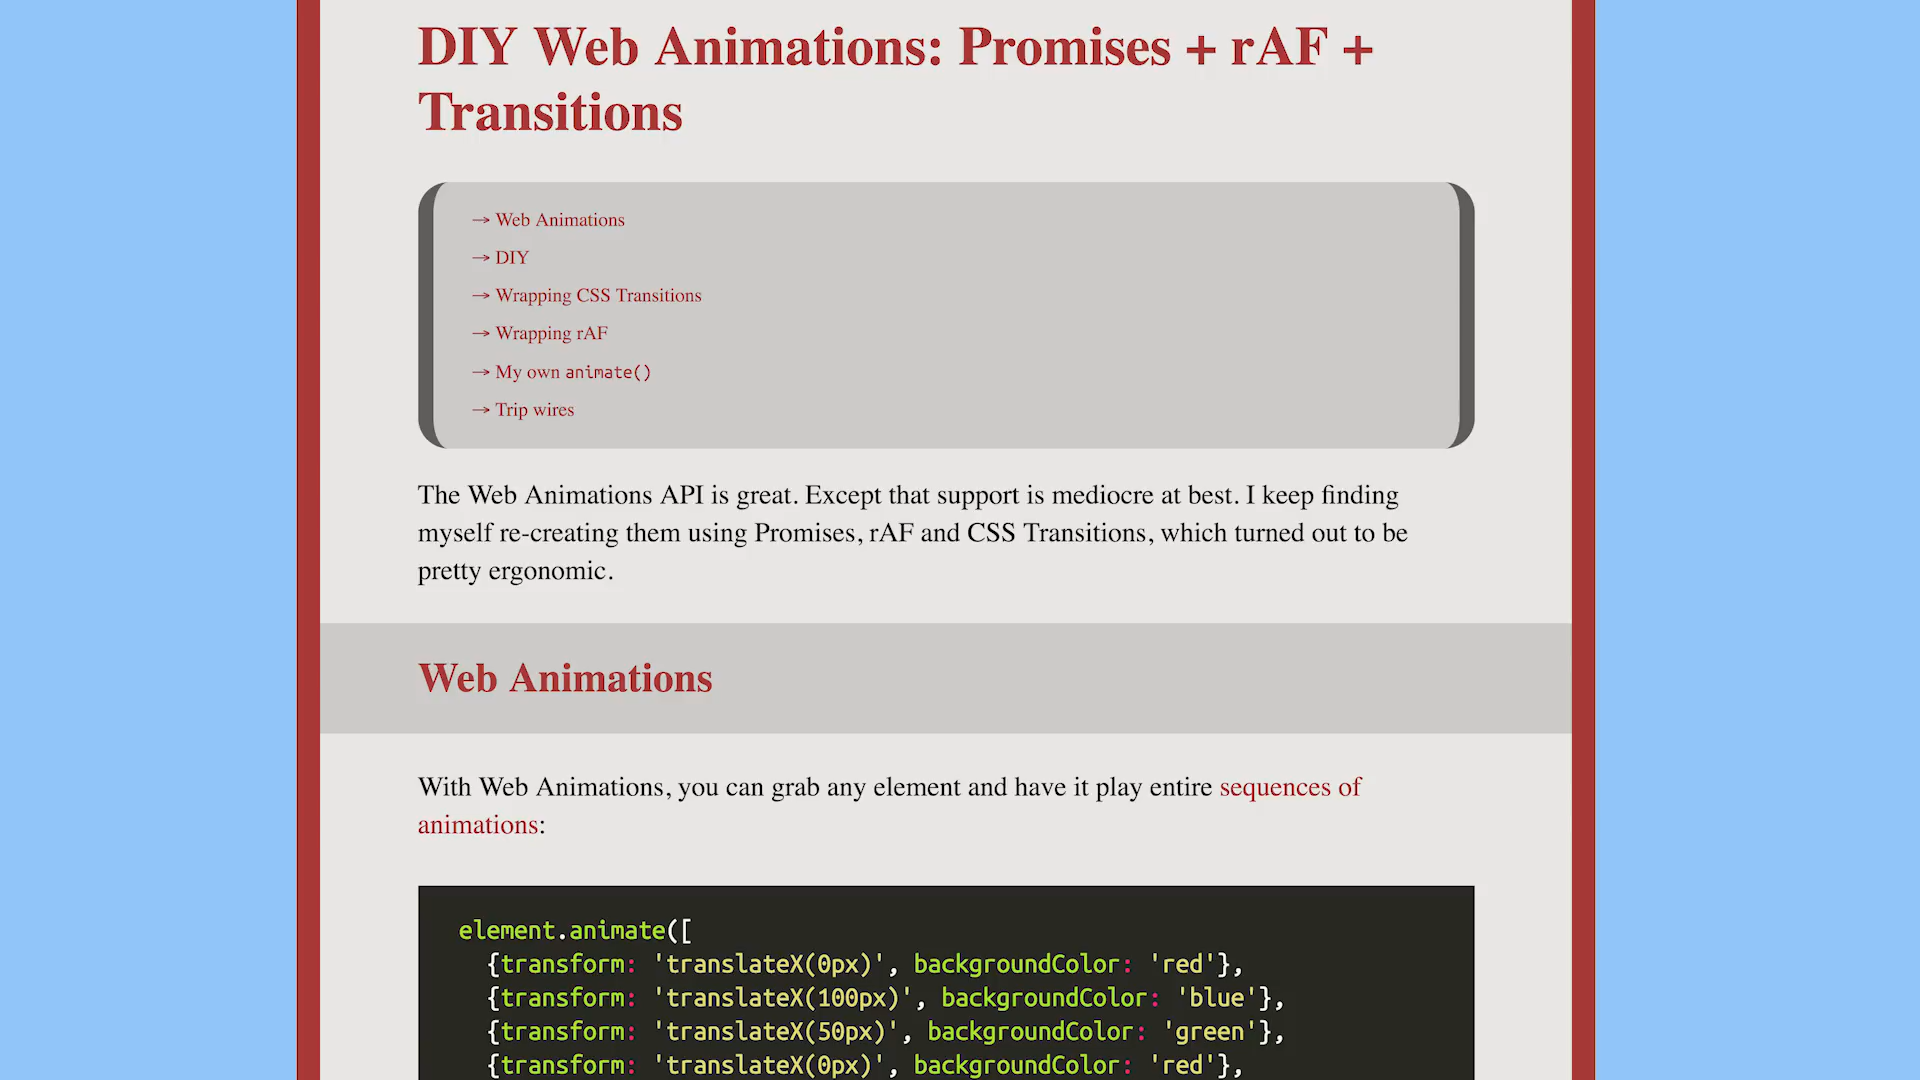 DIY Web Animations: Promises + rAF +
Transitions
→ Web Animations
→ DIY
→ Wrapping CSS Transitions
→ Wrapping rAF
→ My own animate()
→ Trip wires
The Web Animations API is great. Except that support is mediocre at best. I keep finding
myself re-creating them using Promises, rAF and CSS Transitions, which turned out to be
pretty ergonomic.
Web Animations
With Web Animations, you can grab any element and have it play entire sequences of
animations:
element.animate([
  {transform: 'translateX(0px)', backgroundColor: 'red'},
  {transform: 'translateX(100px)', backgroundColor: 'blue'},
  {transform: 'translateX(50px)', backgroundColor: 'green'},
  {transform: 'translateX(0px)', backgroundColor: 'red'},